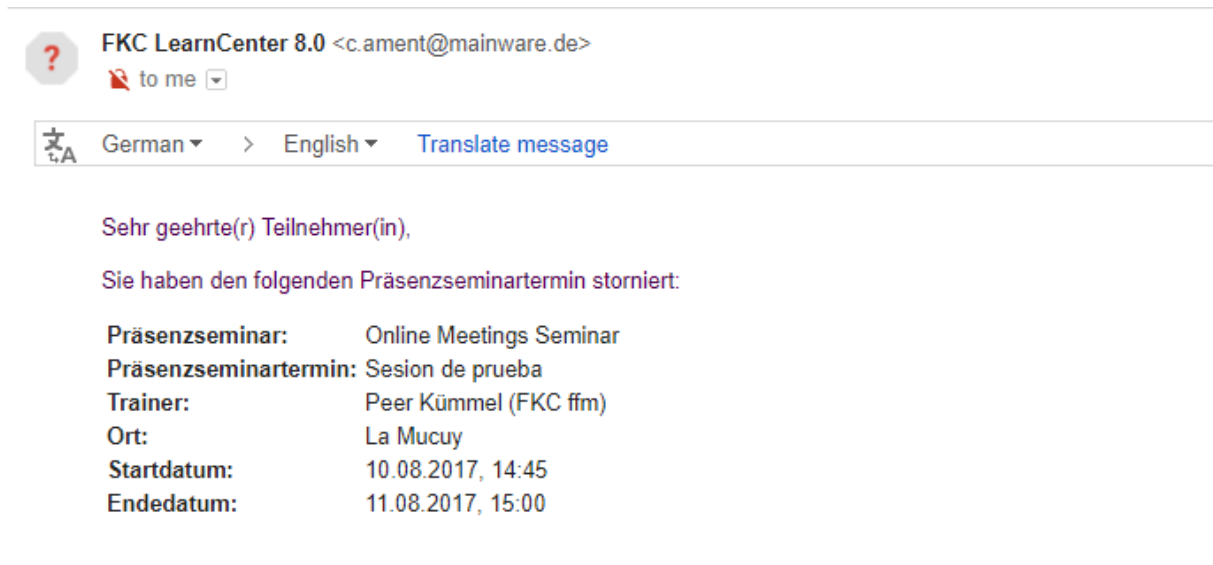 ?
FKC LearnCenter 8.0 <c.ament@mainware.de>
to me
German > English Translate message
Sehr geehrte(r) Teilnehmer(in),
Sie haben den folgenden Präsenzseminartermin storniert:
Präsenzseminar: Online Meetings Seminar
Präsenzseminartermin: Sesion de prueba
Trainer: Peer Kümmel (FKC ffm)
Ort: La Mucuy
Startdatum: 10.08.2017, 14:45
Endedatum: 11.08.2017, 15:00